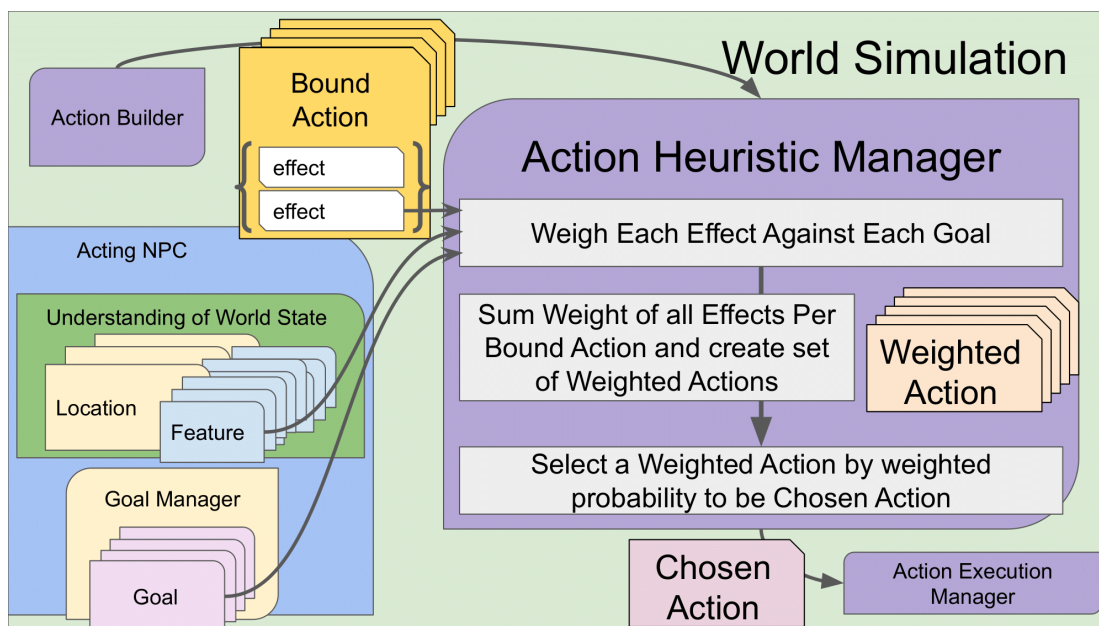 World Simulation
Action Builder
Bound
Action
effect
effect
Action Heuristic Manager
Weigh Each Effect Against Each Goal
Sum Weight of all Effects Per
Bound Action and create set
of Weighted Actions
Weighted
Action
Select a Weighted Action by weighted
probability to be Chosen Action
Acting NPC
Understanding of World State
Location
Feature
Goal Manager
Goal
Chosen
Action
Action Execution
Manager